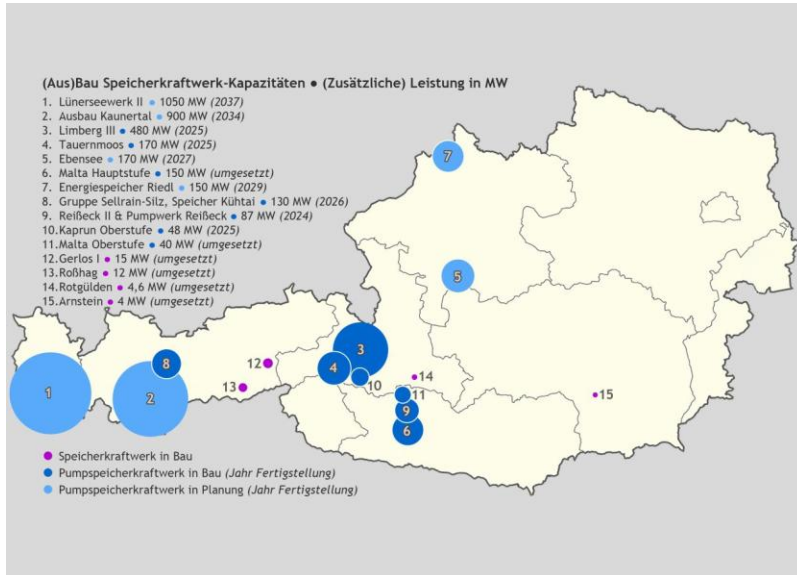 (Aus)Bau Speicherkraftwerk-Kapazitäten ● (Zusätzliche) Leistung in MW
1. Lünerseewerk II ● 1050 MW (2037)
2. Ausbau Kaunertal ● 900 MW (2034)
3. Limberg III ● 480 MW (2025)
4. Tauernmoos ● 170 MW (2025)
5. Ebensee ● 170 MW (2027)
6. Malta Hauptstufe ● 150 MW (umgesetzt)
7. Energiespeicher Riedl ● 150 MW (2029)
8. Gruppe Sellrain-Silz, Speicher Kühtai ● 130 MW (2026)
9. Reißeck II & Pumpwerk Reißeck ● 87 MW (2024)
10. Kaprun Oberstufe ● 48 MW (2025)
11. Malta Oberstufe ● 40 MW (umgesetzt)
12. Gerlos I ● 15 MW (umgesetzt)
13. Roßhag ● 12 MW (umgesetzt)
14. Rotgülden ● 4,6 MW (umgesetzt)
15. Arnstein ● 4 MW (umgesetzt)
7
5
3
12
8
4
10
14
13
1
2
11
15
9
6
● Speicherkraftwerk in Bau
● Pumpspeicherkraftwerk in Bau (Jahr Fertigstellung)
● Pumpspeicherkraftwerk in Planung (Jahr Fertigstellung)